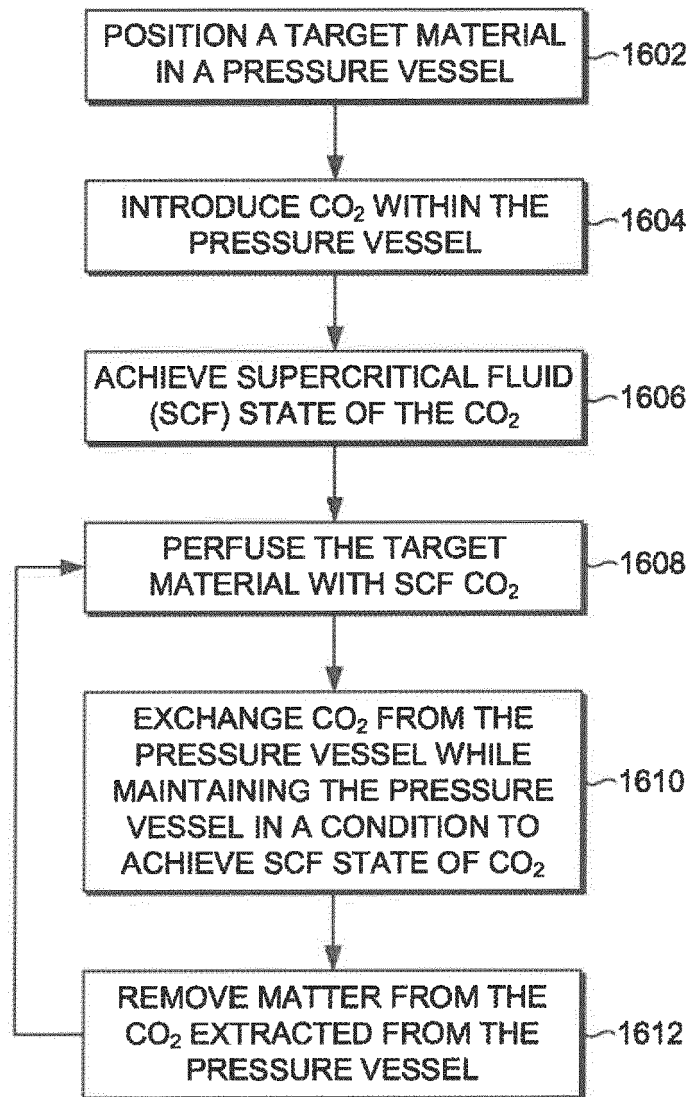 POSITION A TARGET MATERIAL
IN A PRESSURE VESSEL
1602
INTRODUCE CO₂ WITHIN THE
PRESSURE VESSEL
1604
ACHIEVE SUPERCRITICAL FLUID
(SCF) STATE OF THE CO₂
1606
PERFUSE THE TARGET
MATERIAL WITH SCF CO₂
1608
EXCHANGE CO₂ FROM THE
PRESSURE VESSEL WHILE
MAINTAINING THE PRESSURE
VESSEL IN A CONDITION TO
ACHIEVE SCF STATE OF CO₂
1610
REMOVE MATTER FROM THE
CO₂ EXTRACTED FROM THE
PRESSURE VESSEL
1612